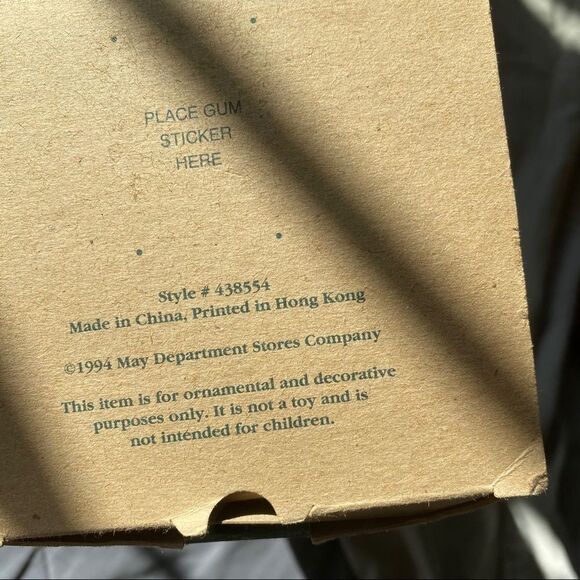 PLACE GUM
STICKER
HERE
Style # 438554
Made in China, Printed in Hong Kong
©1994 May Department Stores Company
This item is for ornamental and decorative
purposes only. It is not a toy and is
not intended for children.